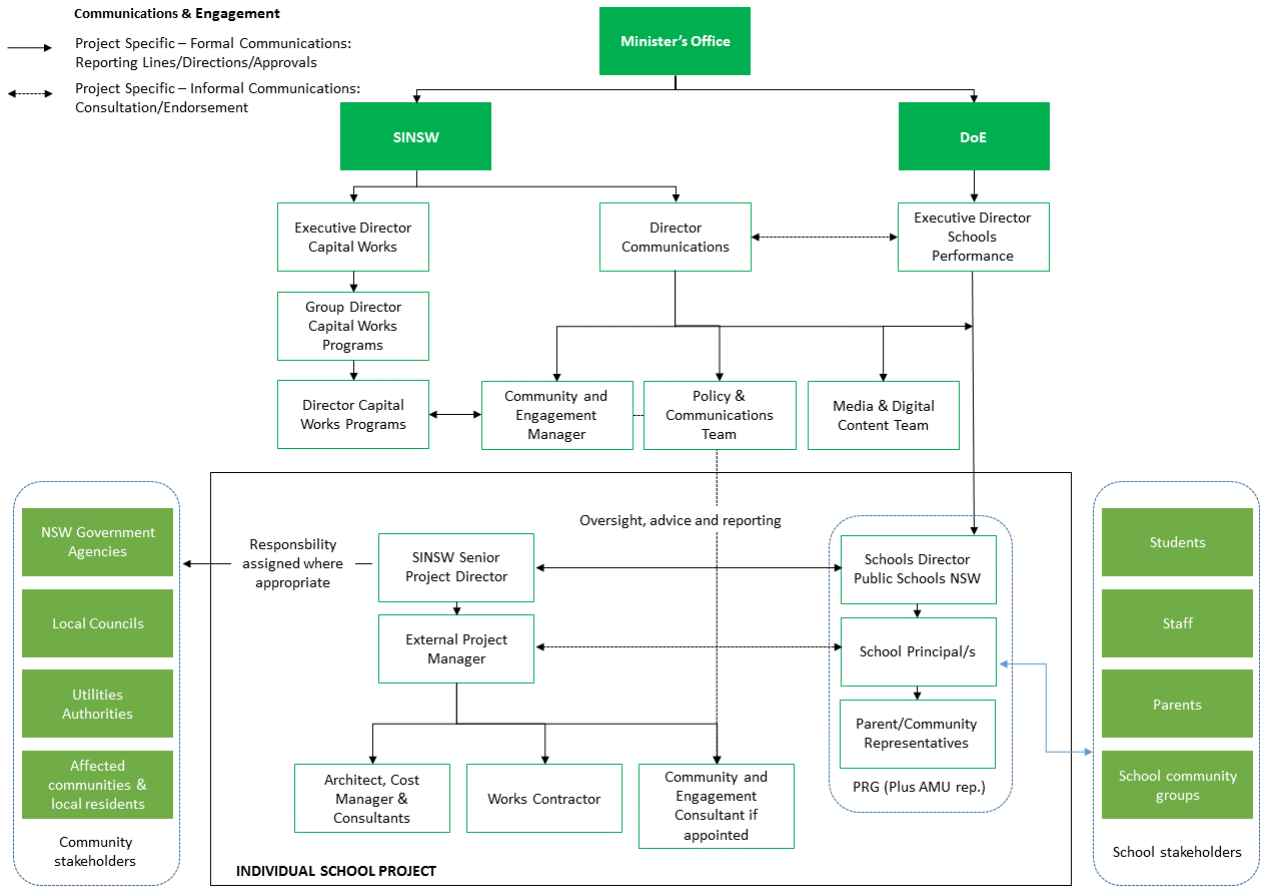 Communications & Engagement
Project Specific – Formal Communications:
Reporting Lines/Directions/Approvals
Project Specific – Informal Communications:
Consultation/Endorsement
Minister's Office
SINSW
DoE
Executive Director
Capital Works
Director
Communications
Executive Director
Schools
Performance
Group Director
Capital Works
Programs
Director Capital
Works Programs
Community and
Engagement
Manager
Policy &
Communications
Team
Media & Digital
Content Team
NSW Government
Agencies
Local Councils
Utilities
Authorities
Affected
communities &
local residents
Community
stakeholders
Responsbility
assigned where
appropriate
Oversight, advice and reporting
SINSW Senior
Project Director
Schools Director
Public Schools NSW
External Project
Manager
School Principal/s
Parent/Community
Representatives
PRG (Plus AMU rep.)
Architect, Cost
Manager &
Consultants
Works Contractor
Community and
Engagement
Consultant if
appointed
INDIVIDUAL SCHOOL PROJECT
Students
Staff
Parents
School community
groups
School stakeholders